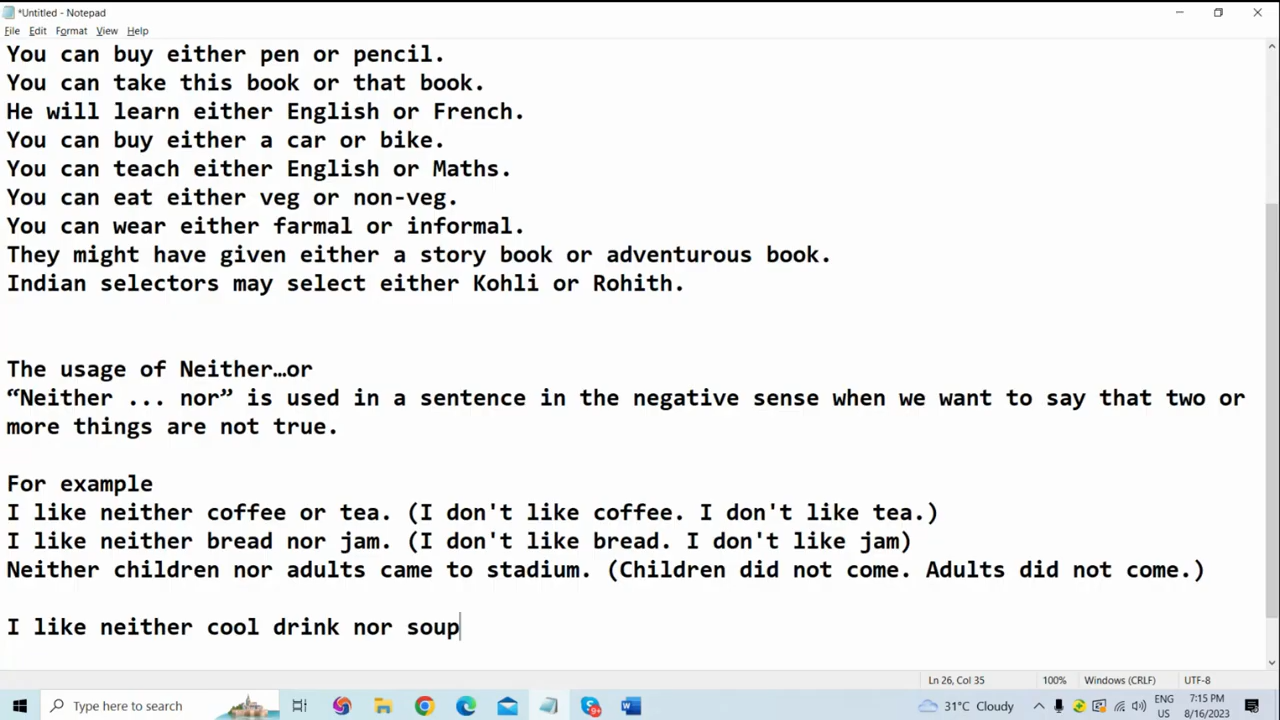 *Untitled - Notepad
File Edit Format View Help
You can buy either pen or pencil.
You can take this book or that book.
He will learn either English or French.
You can buy either a car or bike.
You can teach either English or Maths.
You can eat either veg or non-veg.
You can wear either farmal or informal.
They might have given either a story book or adventurous book.
Indian selectors may select either Kohli or Rohith.
The usage of Neither…or
“Neither ... nor” is used in a sentence in the negative sense when we want to say that two or
more things are not true.
For example
I like neither coffee or tea. (I don't like coffee. I don't like tea.)
I like neither bread nor jam. (I don't like bread. I don't like jam)
Neither children nor adults came to stadium. (Children did not come. Adults did not come.)
I like neither cool drink nor soup
Ln 26, Col 35 100% Windows (CRLF) UTF-8
Type here to search 31°C Cloudy ENG US 7:15 PM 8/16/2023